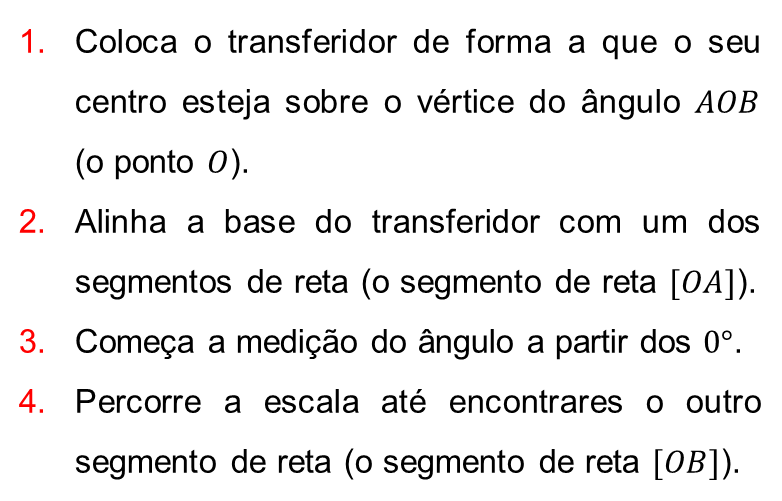 1. Coloca o transferidor de forma a que o seu
centro esteja sobre o vértice do ângulo AOB
(o ponto O).
2. Alinha a base do transferidor com um dos
segmentos de reta (o segmento de reta [OA]).
3. Começa a medição do ângulo a partir dos 0°.
4. Percorre a escala até encontrares o outro
segmento de reta (o segmento de reta [OB]).